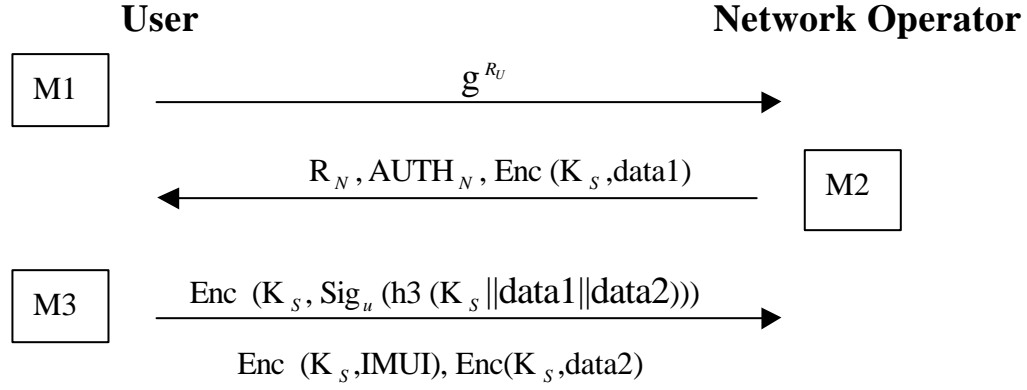 User Network Operator
M1
g^{R_U}
R_N, AUTH_N, Enc (K_S,data1)
M2
M3
Enc (K_S, Sig_u (h3 (K_S||data1||data2)))
Enc (K_S,IMUI), Enc(K_S,data2)